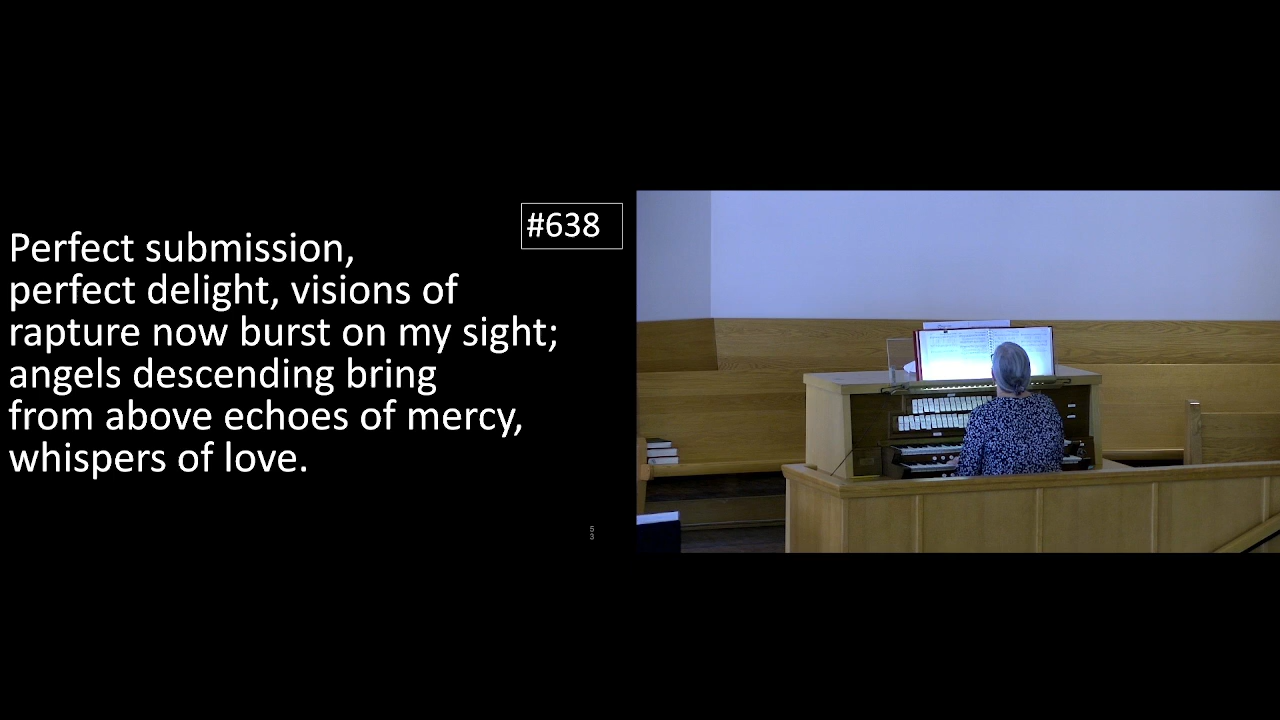 #638
Perfect submission,
perfect delight, visions of
rapture now burst on my sight;
angels descending bring
from above echoes of mercy,
whispers of love.
53